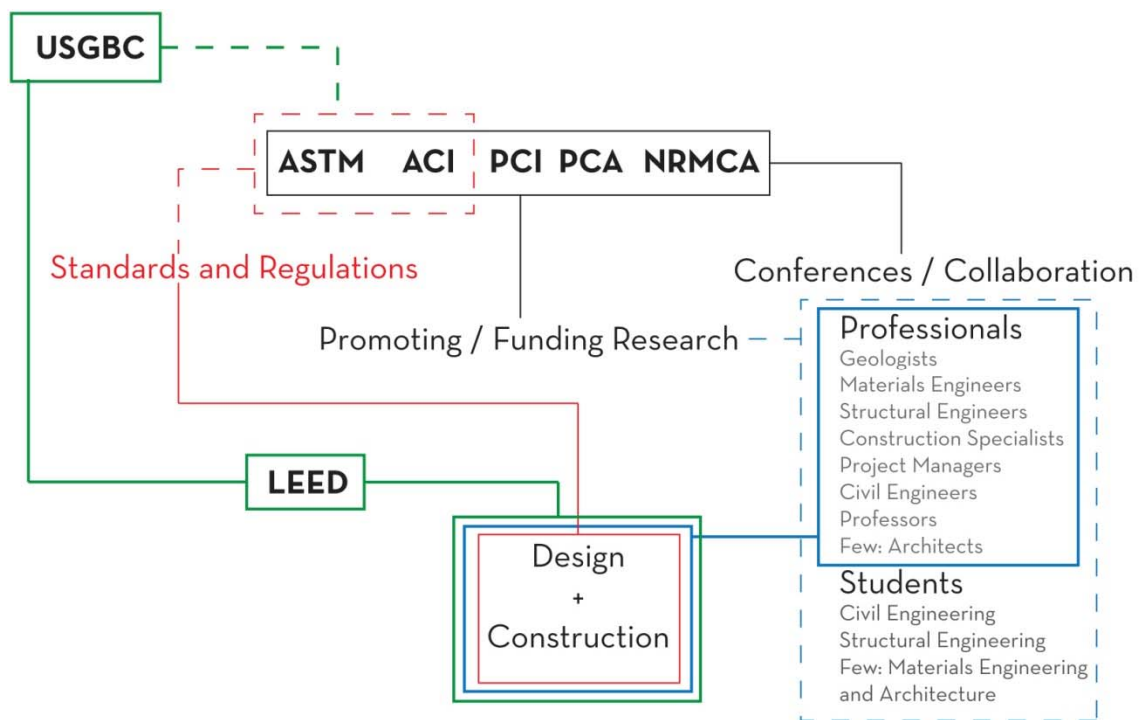 USGBC
ASTM ACI PCI PCA NRMCA
Standards and Regulations
Conferences / Collaboration
Promoting / Funding Research
Professionals
Geologists
Materials Engineers
Structural Engineers
Construction Specialists
Project Managers
Civil Engineers
Professors
Few: Architects
Students
Civil Engineering
Structural Engineering
Few: Materials Engineering
and Architecture
LEED
Design
+
Construction